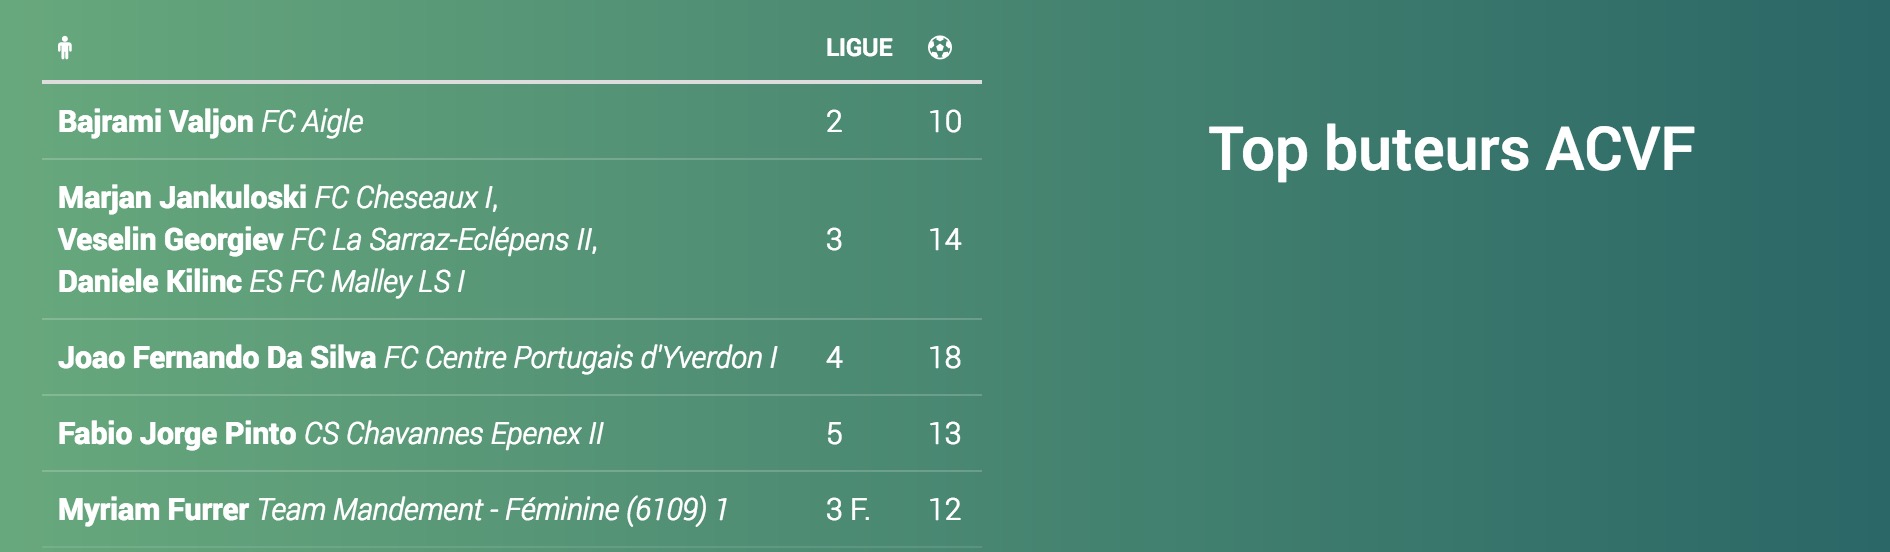 LIGUE
Bajrami Valjon FC Aigle 2 10
Marjan Jankuloski FC Cheseaux I,
Veselin Georgiev FC La Sarraz-Eclépens II, 3 14
Daniele Kilinc ES FC Malley LS I
Joao Fernando Da Silva FC Centre Portugais d'Yverdon I 4 18
Fabio Jorge Pinto CS Chavannes Epenex II 5 13
Myriam Furrer Team Mandement - Féminine (6109) 1 3 F. 12
Top buteurs ACVF